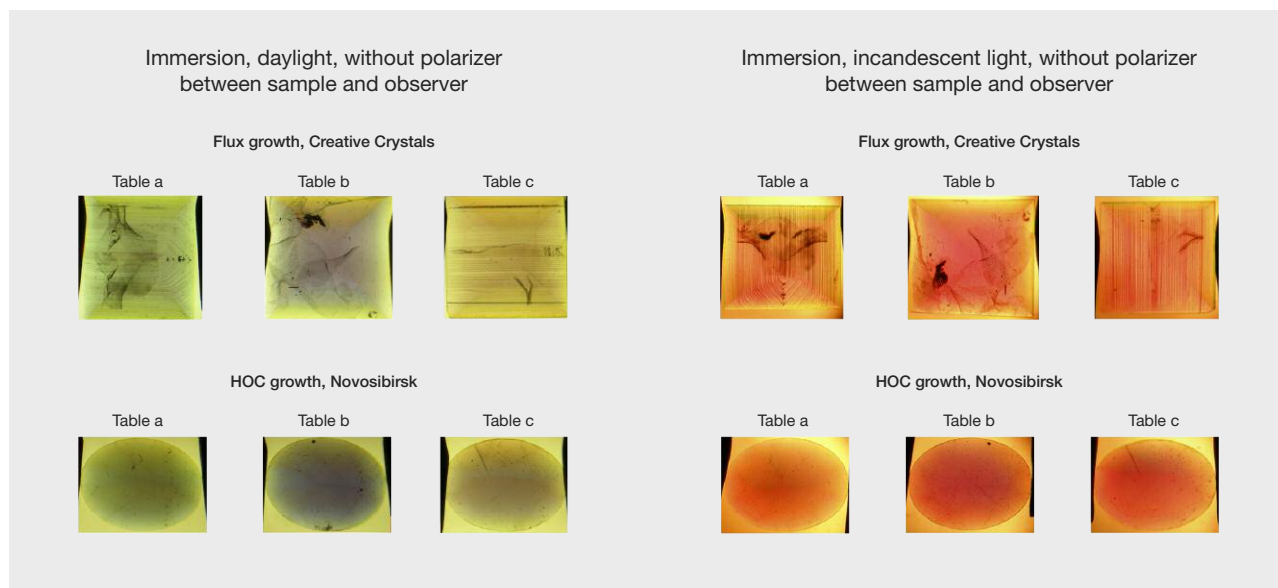 Immersion, daylight, without polarizer
between sample and observer
Flux growth, Creative Crystals
Table a
Table b
Table c
HOC growth, Novosibirsk
Table a
Table b
Table c
Immersion, incandescent light, without polarizer
between sample and observer
Flux growth, Creative Crystals
Table a
Table b
Table c
HOC growth, Novosibirsk
Table a
Table b
Table c